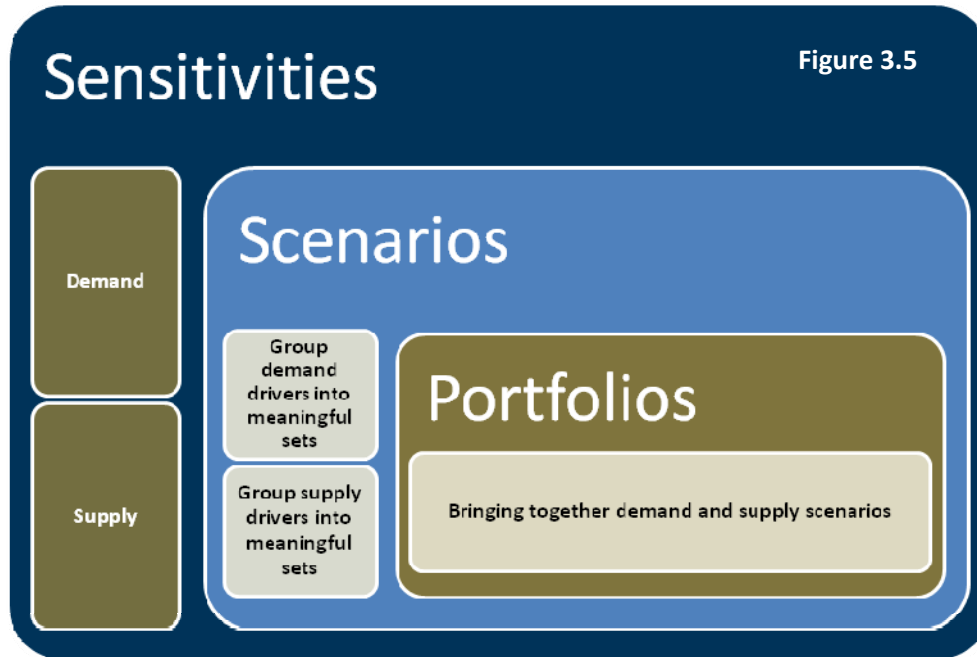 Sensitivities
Figure 3.5
Demand
Supply
Scenarios
Group
demand
drivers into
meaningful
sets
Group supply
drivers into
meaningful
sets
Portfolios
Bringing together demand and supply scenarios